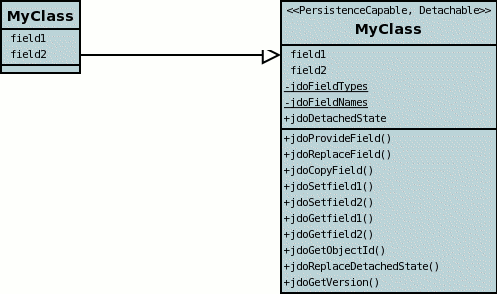 MyClass
field1
field2
<<PersistenceCapable, Detachable>>
MyClass
field1
field2
-jdoFieldTypes
-jdoFieldNames
+jdoDetachedState
+jdoProvideField()
+jdoReplaceField()
+jdoCopyField()
+jdoSetfield1()
+jdoSetfield2()
+jdoGetfield1()
+jdoGetfield2()
+jdoGetObjectId()
+jdoReplaceDetachedState()
+jdoGetVersion()